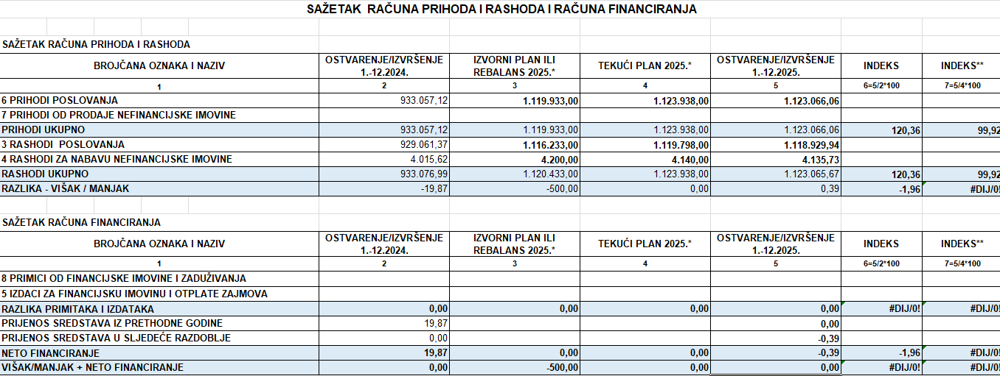 SAŽETAK RAČUNA PRIHODA I RASHODA I RAČUNA FINANCIRANJA
SAŽETAK RAČUNA PRIHODA I RASHODA
BROJČANA OZNAKA I NAZIV OSTVARENJE/IZVRŠENJE 1.-12.2024. IZVORNI PLAN ILI REBALANS 2025.* TEKUĆI PLAN 2025.* OSTVARENJE/IZVRŠENJE 1.-12.2025. INDEKS INDEKS**
1 2 3 4 5 6=5/2*100 7=5/4*100
6 PRIHODI POSLOVANJA 933.057,12 1.119.933,00 1.123.938,00 1.123.066,06
7 PRIHODI OD PRODAJE NEFINANCIJSKE IMOVINE
PRIHODI UKUPNO 933.057,12 1.119.933,00 1.123.938,00 1.123.066,06 120,36 99,92
3 RASHODI POSLOVANJA 929.061,37 1.116.233,00 1.119.798,00 1.118.929,94
4 RASHODI ZA NABAVU NEFINANCIJSKE IMOVINE 4.015,62 4.200,00 4.140,00 4.135,73
RASHODI UKUPNO 933.076,99 1.120.433,00 1.123.938,00 1.123.065,67 120,36 99,92
RAZLIKA - VIŠAK / MANJAK -19,87 -500,00 0,00 0,39 -1,96 #DIJ/0!
SAŽETAK RAČUNA FINANCIRANJA
BROJČANA OZNAKA I NAZIV OSTVARENJE/IZVRŠENJE 1.-12.2024. IZVORNI PLAN ILI REBALANS 2025.* TEKUĆI PLAN 2025.* OSTVARENJE/IZVRŠENJE 1.-12.2025. INDEKS INDEKS**
1 2 3 4 5 6=5/2*100 7=5/4*100
8 PRIMICI OD FINANCIJSKE IMOVINE I ZADUŽIVANJA
5 IZDACI ZA FINANCIJSKU IMOVINU I OTPLATE ZAJMOVA
RAZLIKA PRIMITAKA I IZDATAKA 0,00 0,00 0,00 0,00 #DIJ/0! #DIJ/0!
PRIJENOS SREDSTAVA IZ PRETHODNE GODINE 19,87 0,00
PRIJENOS SREDSTAVA U SLJEDEĆE RAZDOBLJE 0,00 -0,39
NETO FINANCIRANJE 19,87 0,00 0,00 -0,39 -1,96 #DIJ/0!
VIŠAK/MANJAK + NETO FINANCIRANJE 0,00 -500,00 0,00 0,00 #DIJ/0! #DIJ/0!